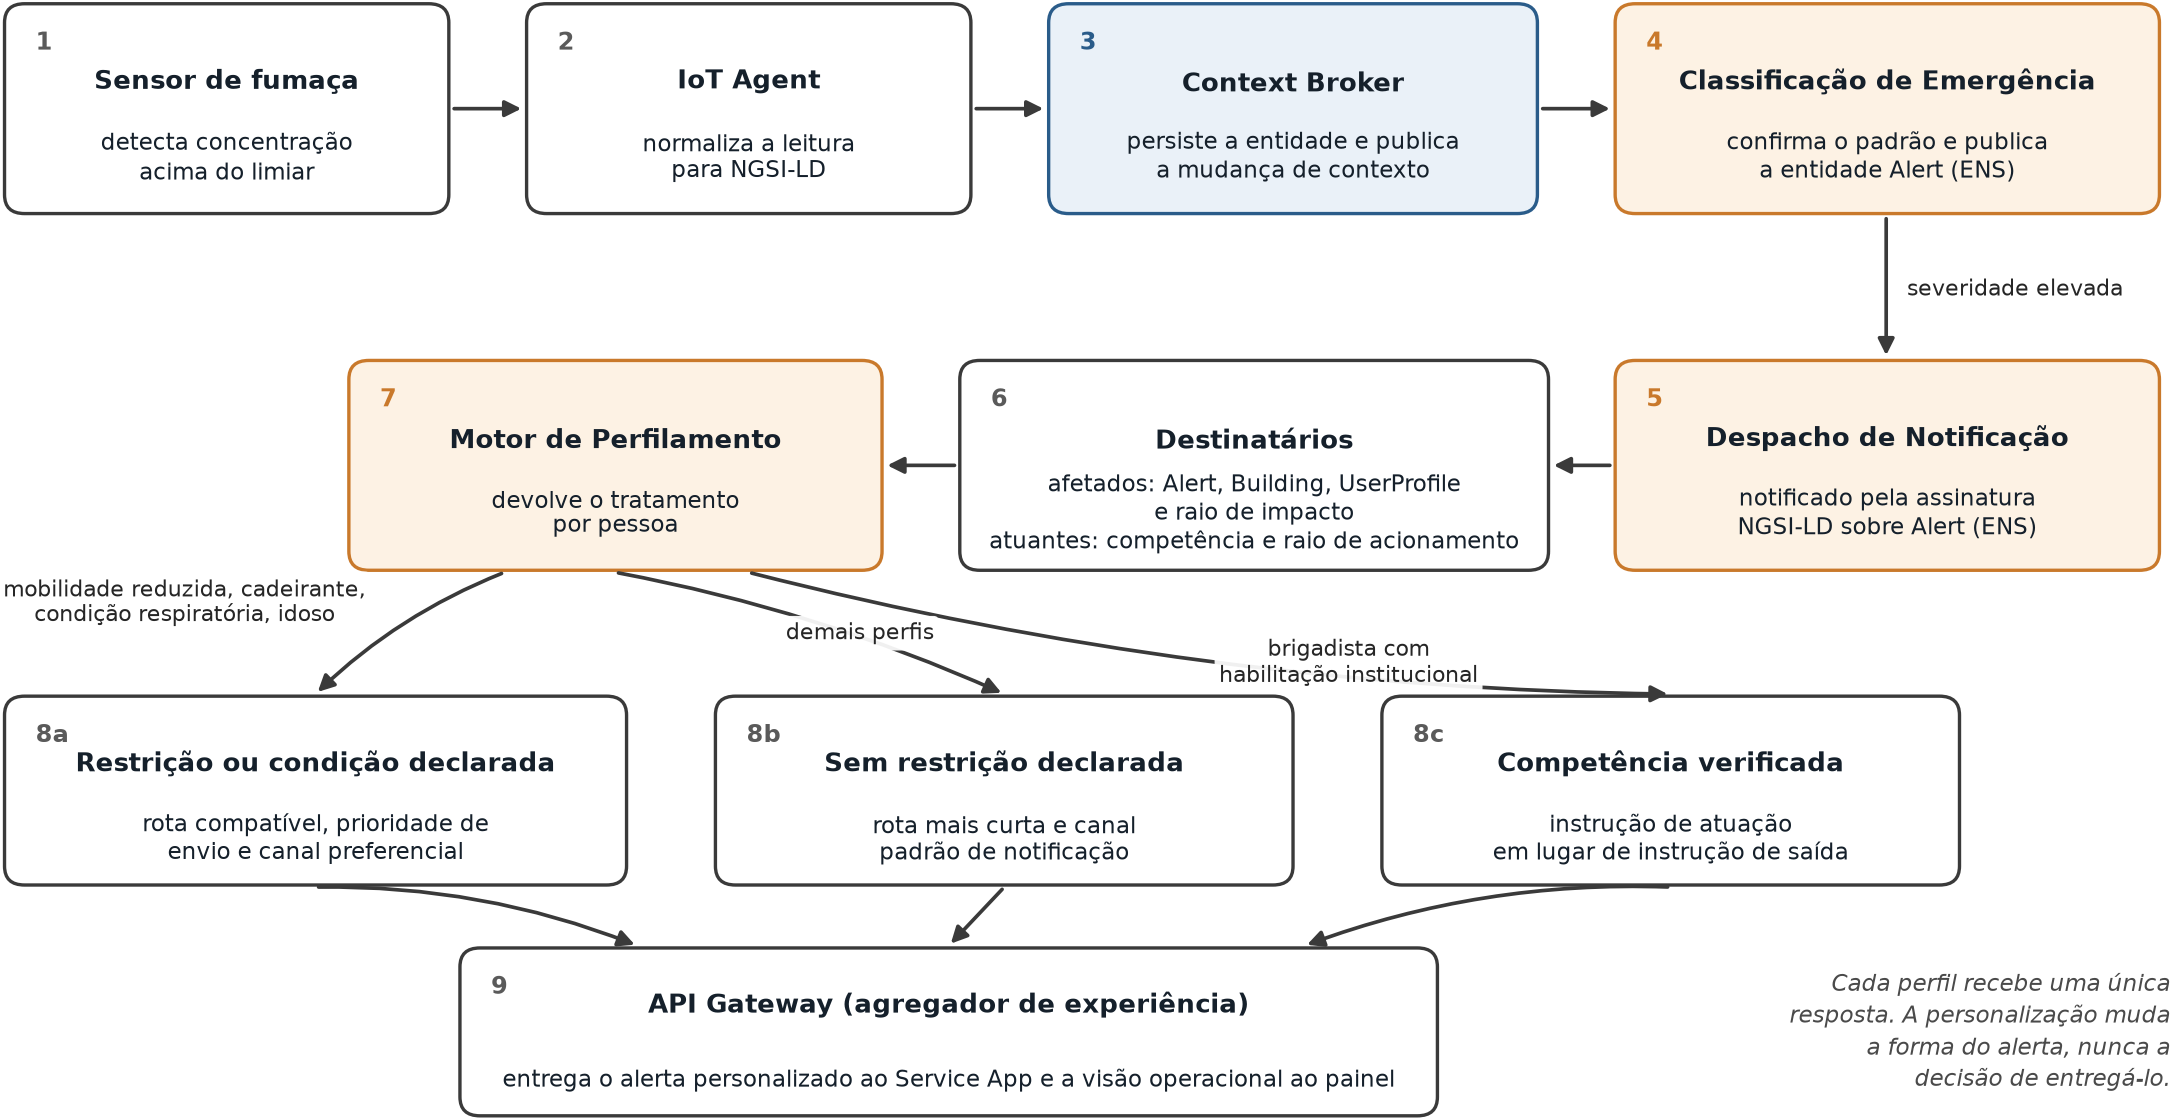 1
Sensor de fumaça
detecta concentração
acima do limiar
2
IoT Agent
normaliza a leitura
para NGSI-LD
3
Context Broker
persiste a entidade e publica
a mudança de contexto
4
Classificação de Emergência
confirma o padrão e publica
a entidade Alert (ENS)
severidade elevada
5
Despacho de Notificação
notificado pela assinatura
NGSI-LD sobre Alert (ENS)
6
Destinatários
afetados: Alert, Building, UserProfile
e raio de impacto
atuantes: competência e raio de acionamento
7
Motor de Perfilamento
devolve o tratamento
por pessoa
mobilidade reduzida, cadeirante,
condição respiratória, idoso
demais perfis
brigadista com
habilitação institucional
8a
Restrição ou condição declarada
rota compatível, prioridade de
envio e canal preferencial
8b
Sem restrição declarada
rota mais curta e canal
padrão de notificação
8c
Competência verificada
instrução de atuação
em lugar de instrução de saída
9
API Gateway (agregador de experiência)
entrega o alerta personalizado ao Service App e a visão operacional ao painel
Cada perfil recebe uma única
resposta. A personalização muda
a forma do alerta, nunca a
decisão de entregá-lo.